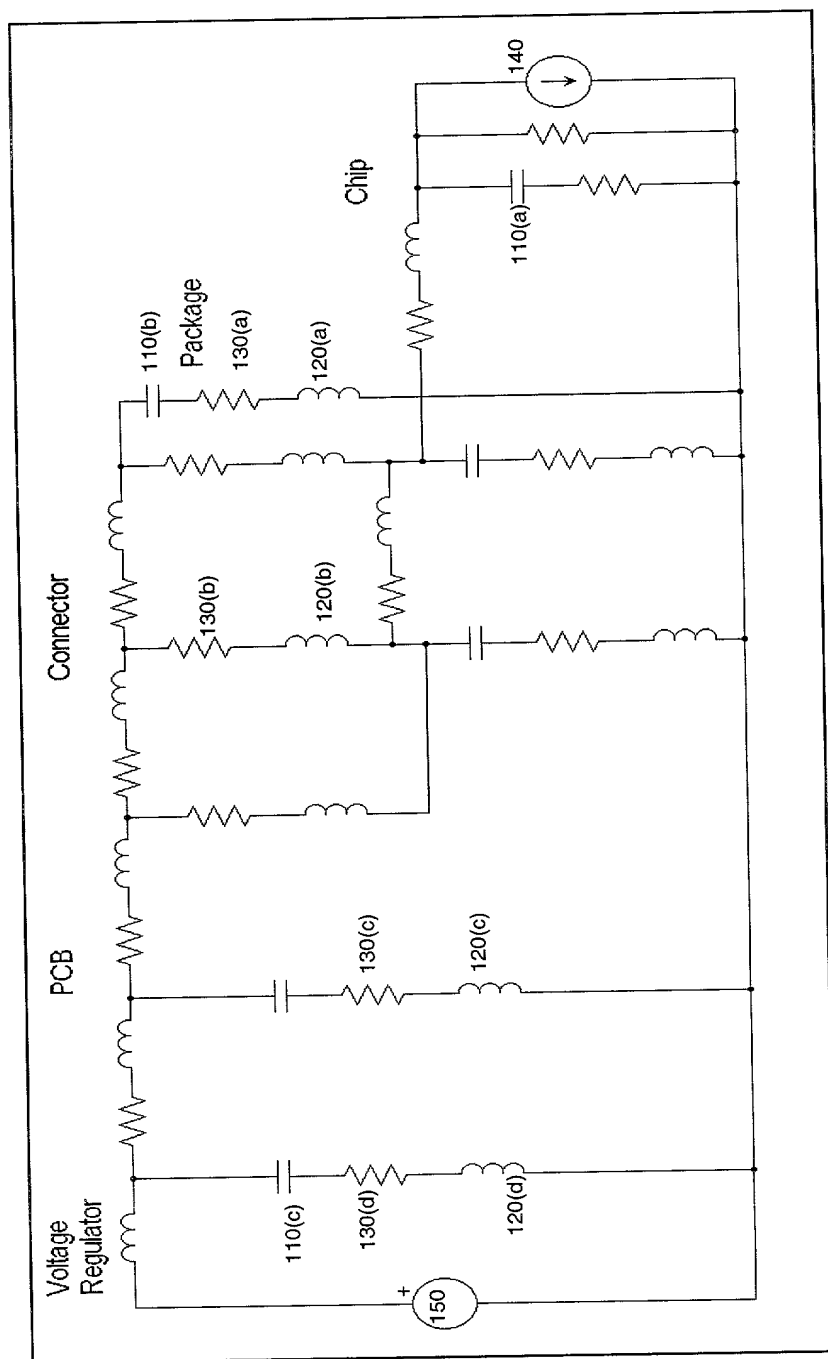 Voltage
Regulator
PCB
Connector
Package
Chip
110(b)
130(a)
120(a)
130(b)
120(b)
110(a)
140
130(c)
120(c)
110(c)
130(d)
120(d)
+
150